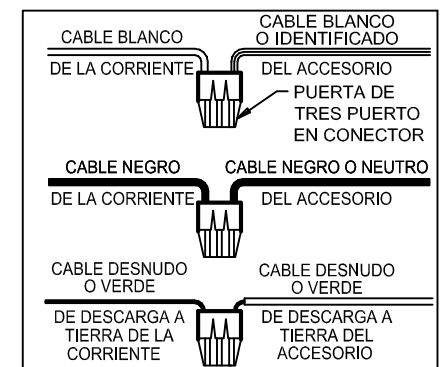 CABLE BLANCO
CABLE BLANCO
O IDENTIFICADO
DE LA CORRIENTE
DEL ACCESORIO
PUERTA DE
TRES PUERTO
EN CONECTOR
CABLE NEGRO
CABLE NEGRO O NEUTRO
DE LA CORRIENTE
DEL ACCESORIO
CABLE DESNUDO
O VERDE
CABLE DESNUDO
O VERDE
DE DESCARGA A
TIERRA DE LA
CORRIENTE
DE DESCARGA A
TIERRA DEL
ACCESORIO